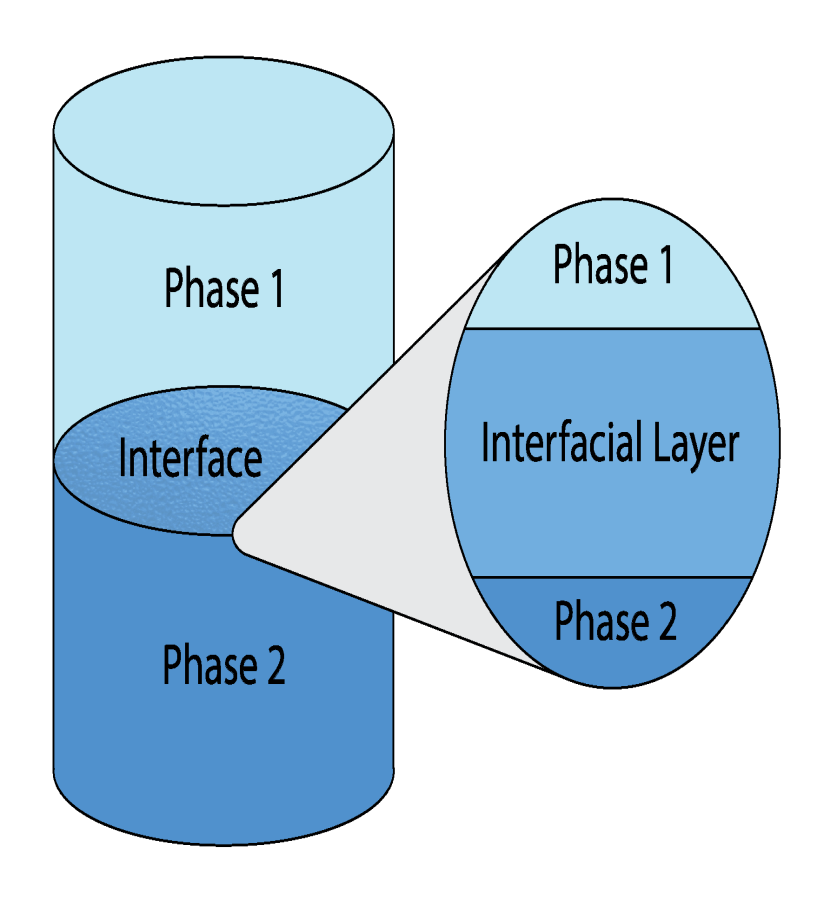 Phase 1
Interface
Phase 2
Phase 1
Interfacial Layer
Phase 2